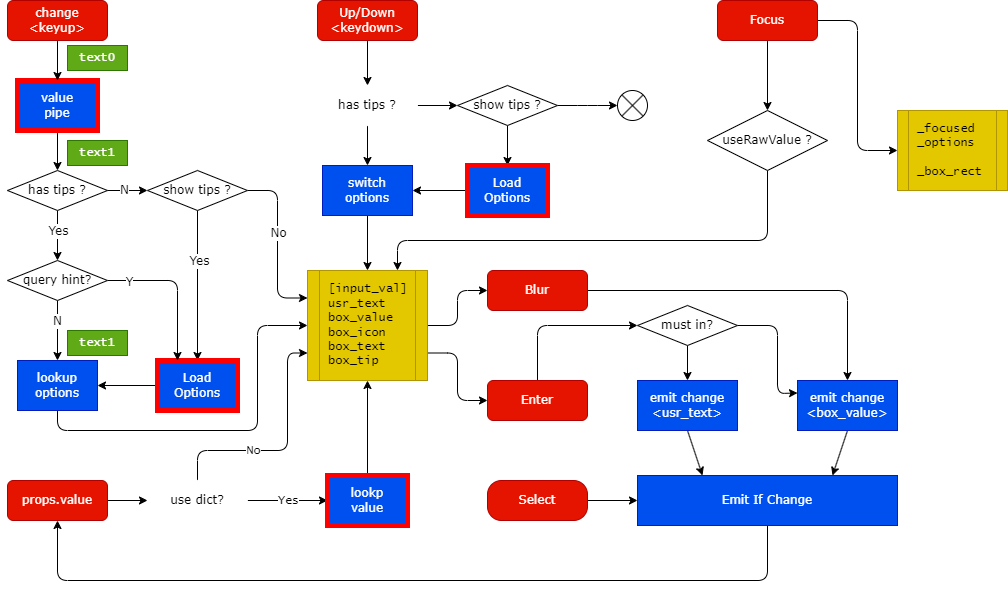 change
<keyup>
text0
value
pipe
text1
has tips ?
N
show tips ?
No
Yes
Yes
query hint?
Y
N
text1
lookup
options
Load
Options
Up/Down
<keydown>
has tips ?
show tips ?
switch
options
Load
Options
Focus
useRawValue ?
_focused
_options
_box_rect
[input_val]
usr_text
box_value
box_icon
box_text
box_tip
Blur
must in?
Enter
emit change
<usr_text>
emit change
<box_value>
No
props.value
use dict?
Yes
lookp
value
Select
Emit If Change